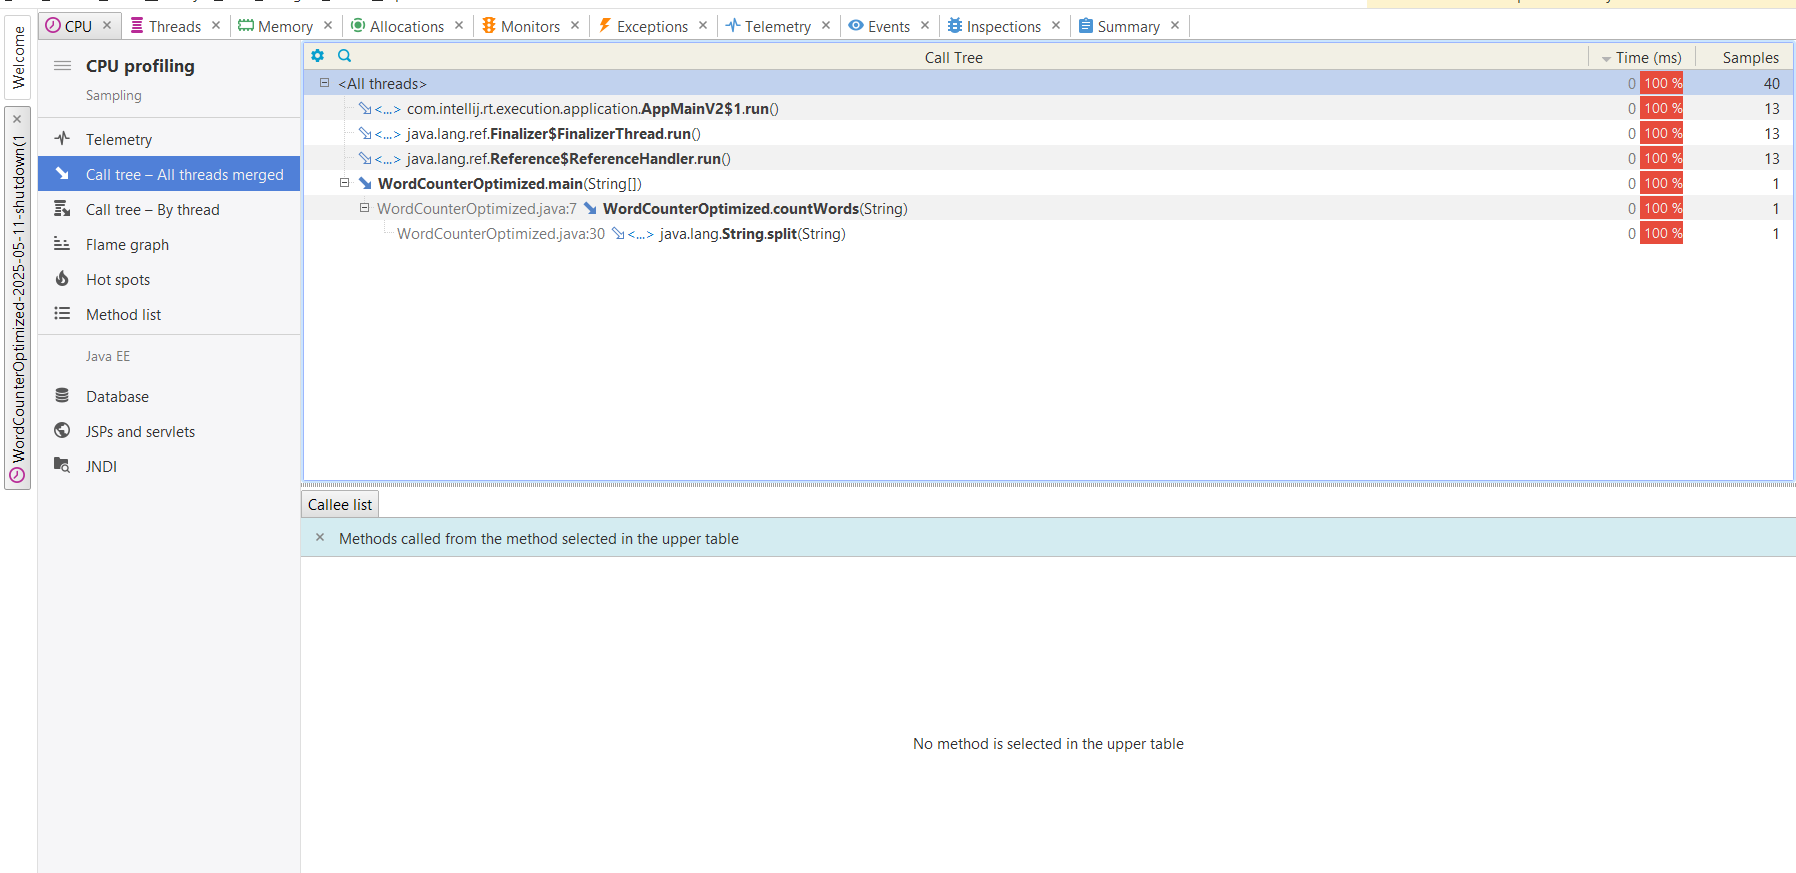 CPU
Threads
Memory
Allocations
Monitors
Exceptions
Telemetry
Events
Inspections
Summary
Welcome
WordCounterOptimized-2025-05-11-shutdown(1
CPU profiling
Sampling
Telemetry
Call tree – All threads merged
Call tree – By thread
Flame graph
Hot spots
Method list
Java EE
Database
JSPs and servlets
JNDI
Call Tree Time (ms) Samples
<All threads> 0 100 % 40
<...> com.intellij.rt.execution.application.AppMainV2$1.run() 0 100 % 13
<...> java.lang.ref.Finalizer$FinalizerThread.run() 0 100 % 13
<...> java.lang.ref.Reference$ReferenceHandler.run() 0 100 % 13
WordCounterOptimized.main(String[]) 0 100 % 1
WordCounterOptimized.java:7 WordCounterOptimized.countWords(String) 0 100 % 1
WordCounterOptimized.java:30 <...> java.lang.String.split(String) 0 100 % 1
Callee list
Methods called from the method selected in the upper table
No method is selected in the upper table